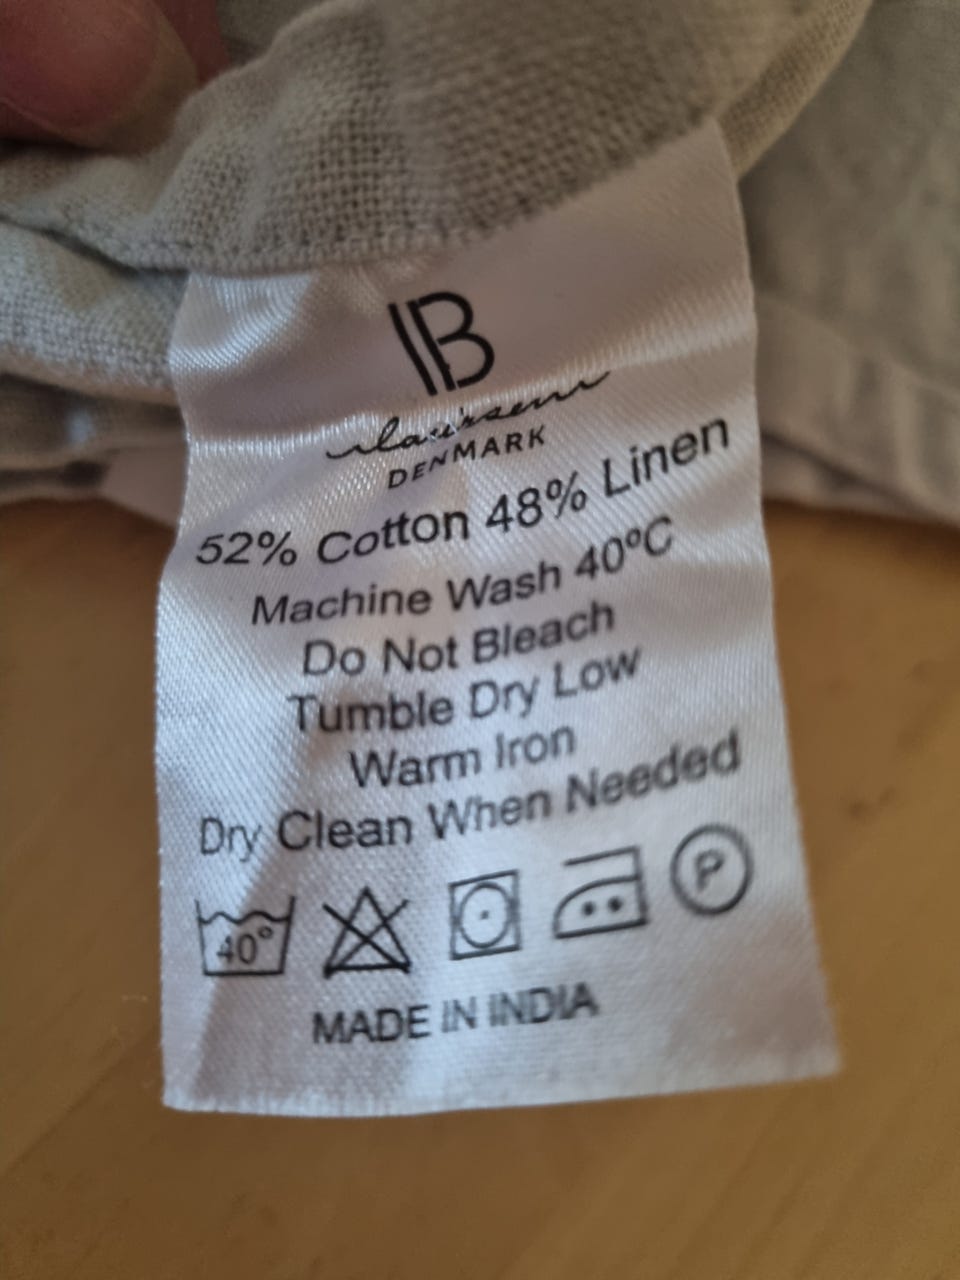 IB
laursen
DENMARK
52% Cotton 48% Linen
Machine Wash 40°C
Do Not Bleach
Tumble Dry Low
Warm Iron
Dry Clean When Needed
40° P
MADE IN INDIA